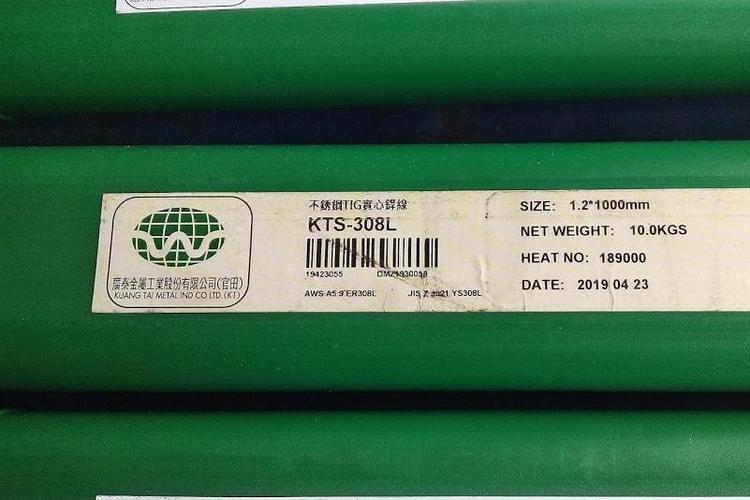 廣泰金屬工業股份有限公司(官田)
KUANG TAI METAL IND CO LTD.(KT)
不銹鋼TIG實心銲線
KTS-308L
19423055
AWS-A5.9 ER308L JIS Z 3321 YS308L
SIZE: 1.2*1000mm
NET WEIGHT: 10.0KGS
HEAT NO: 189000
DATE: 2019 04 23